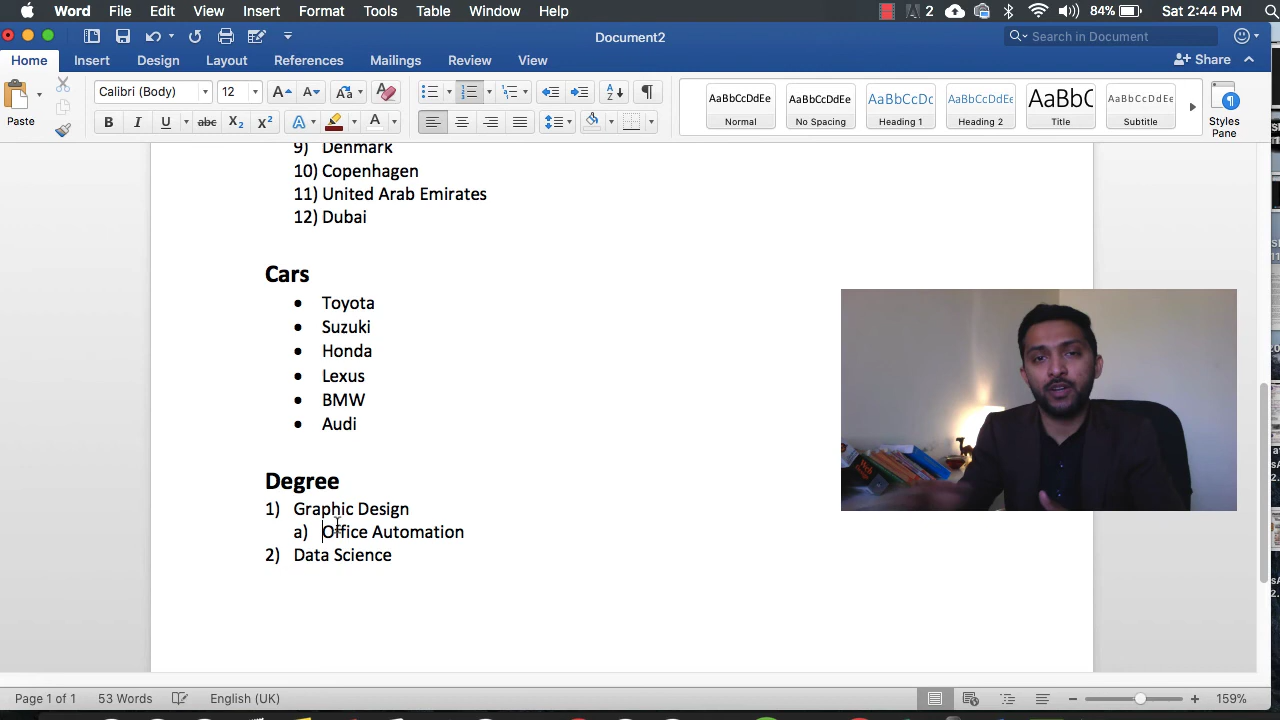 Word File Edit View Insert Format Tools Table Window Help 2 84% Sat 2:44 PM
Document2 Search in Document
Home Insert Design Layout References Mailings Review View Share
Calibri (Body) 12
AaBbCcDdEe AaBbCcDdEe AaBbCcDc AaBbCcDdEe AaBbC AaBbCcDdEe
Paste B I U abc X2 X2 A Normal No Spacing Heading 1 Heading 2 Title Subtitle Styles Pane
9) Denmark
10) Copenhagen
11) United Arab Emirates
12) Dubai
Cars
• Toyota
• Suzuki
• Honda
• Lexus
• BMW
• Audi
Degree
1) Graphic Design
a) Office Automation
2) Data Science
Page 1 of 1 53 Words English (UK) 159%